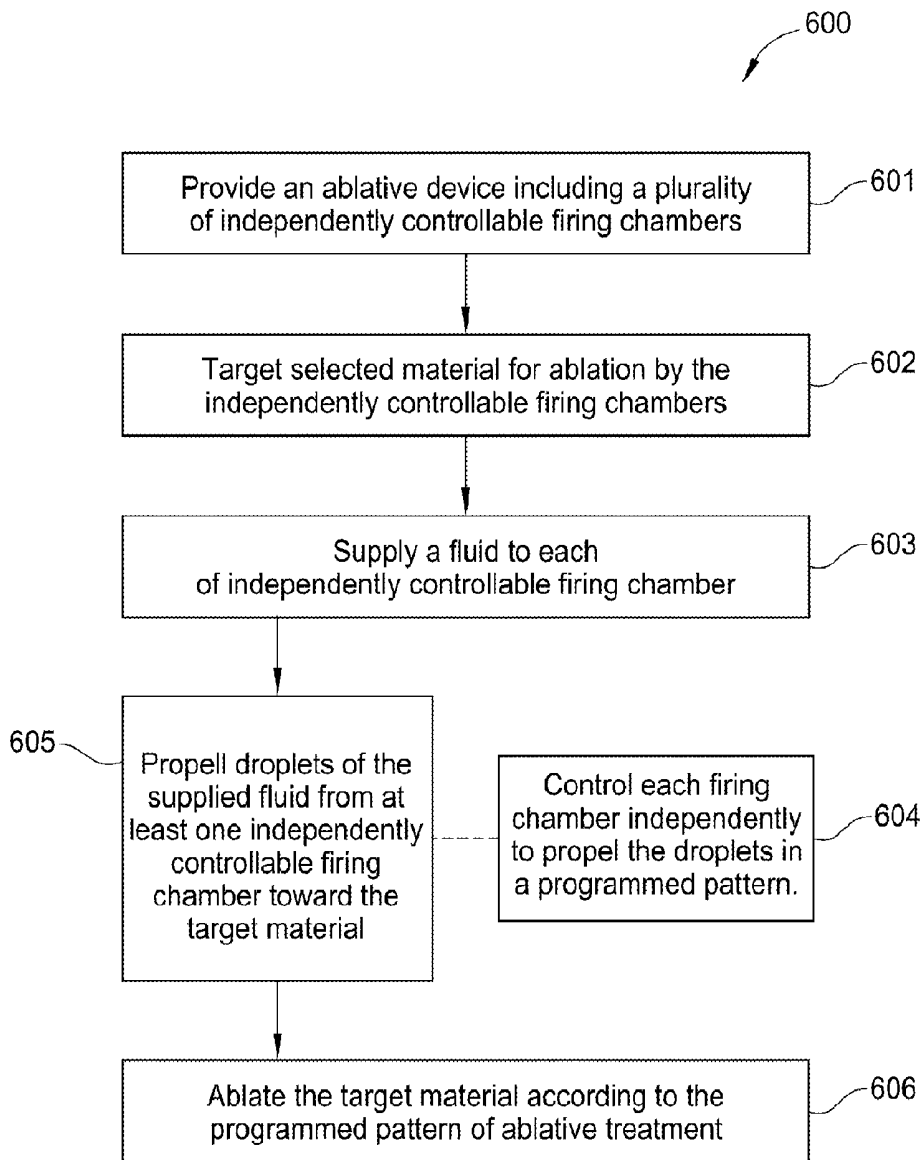 600
Provide an ablative device including a plurality
of independently controllable firing chambers
601
Target selected material for ablation by the
independently controllable firing chambers
602
Supply a fluid to each
of independently controllable firing chamber
603
605
Propell droplets of the
supplied fluid from at
least one independently
controllable firing
chamber toward the
target material
Control each firing
chamber independently
to propel the droplets in
a programmed pattern.
604
Ablate the target material according to the
programmed pattern of ablative treatment
606